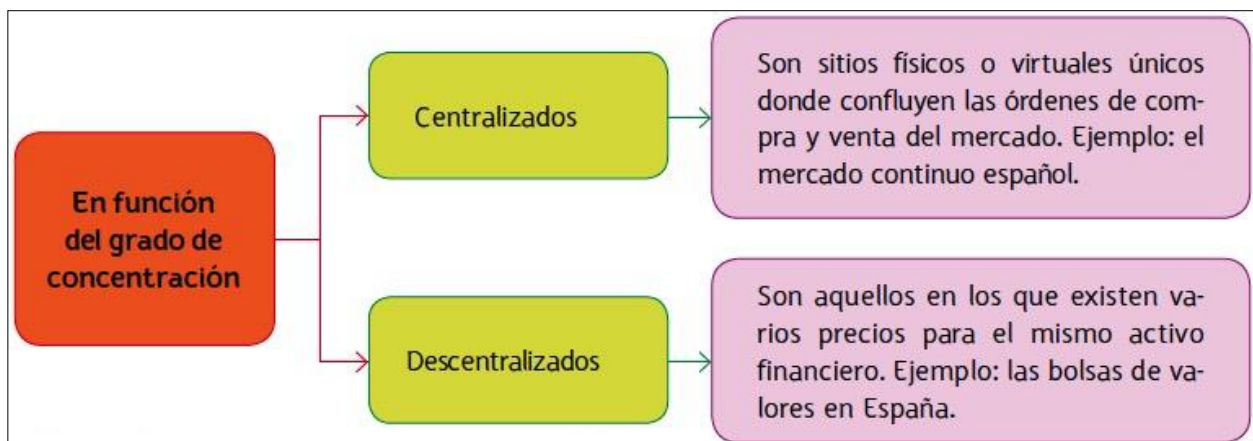 En función
del grado de
concentración
Centralizados
Son sitios físicos o virtuales únicos
donde confluyen las órdenes de com-
pra y venta del mercado. Ejemplo: el
mercado continuo español.
Descentralizados
Son aquellos en los que existen va-
rios precios para el mismo activo
financiero. Ejemplo: las bolsas de va-
lores en España.